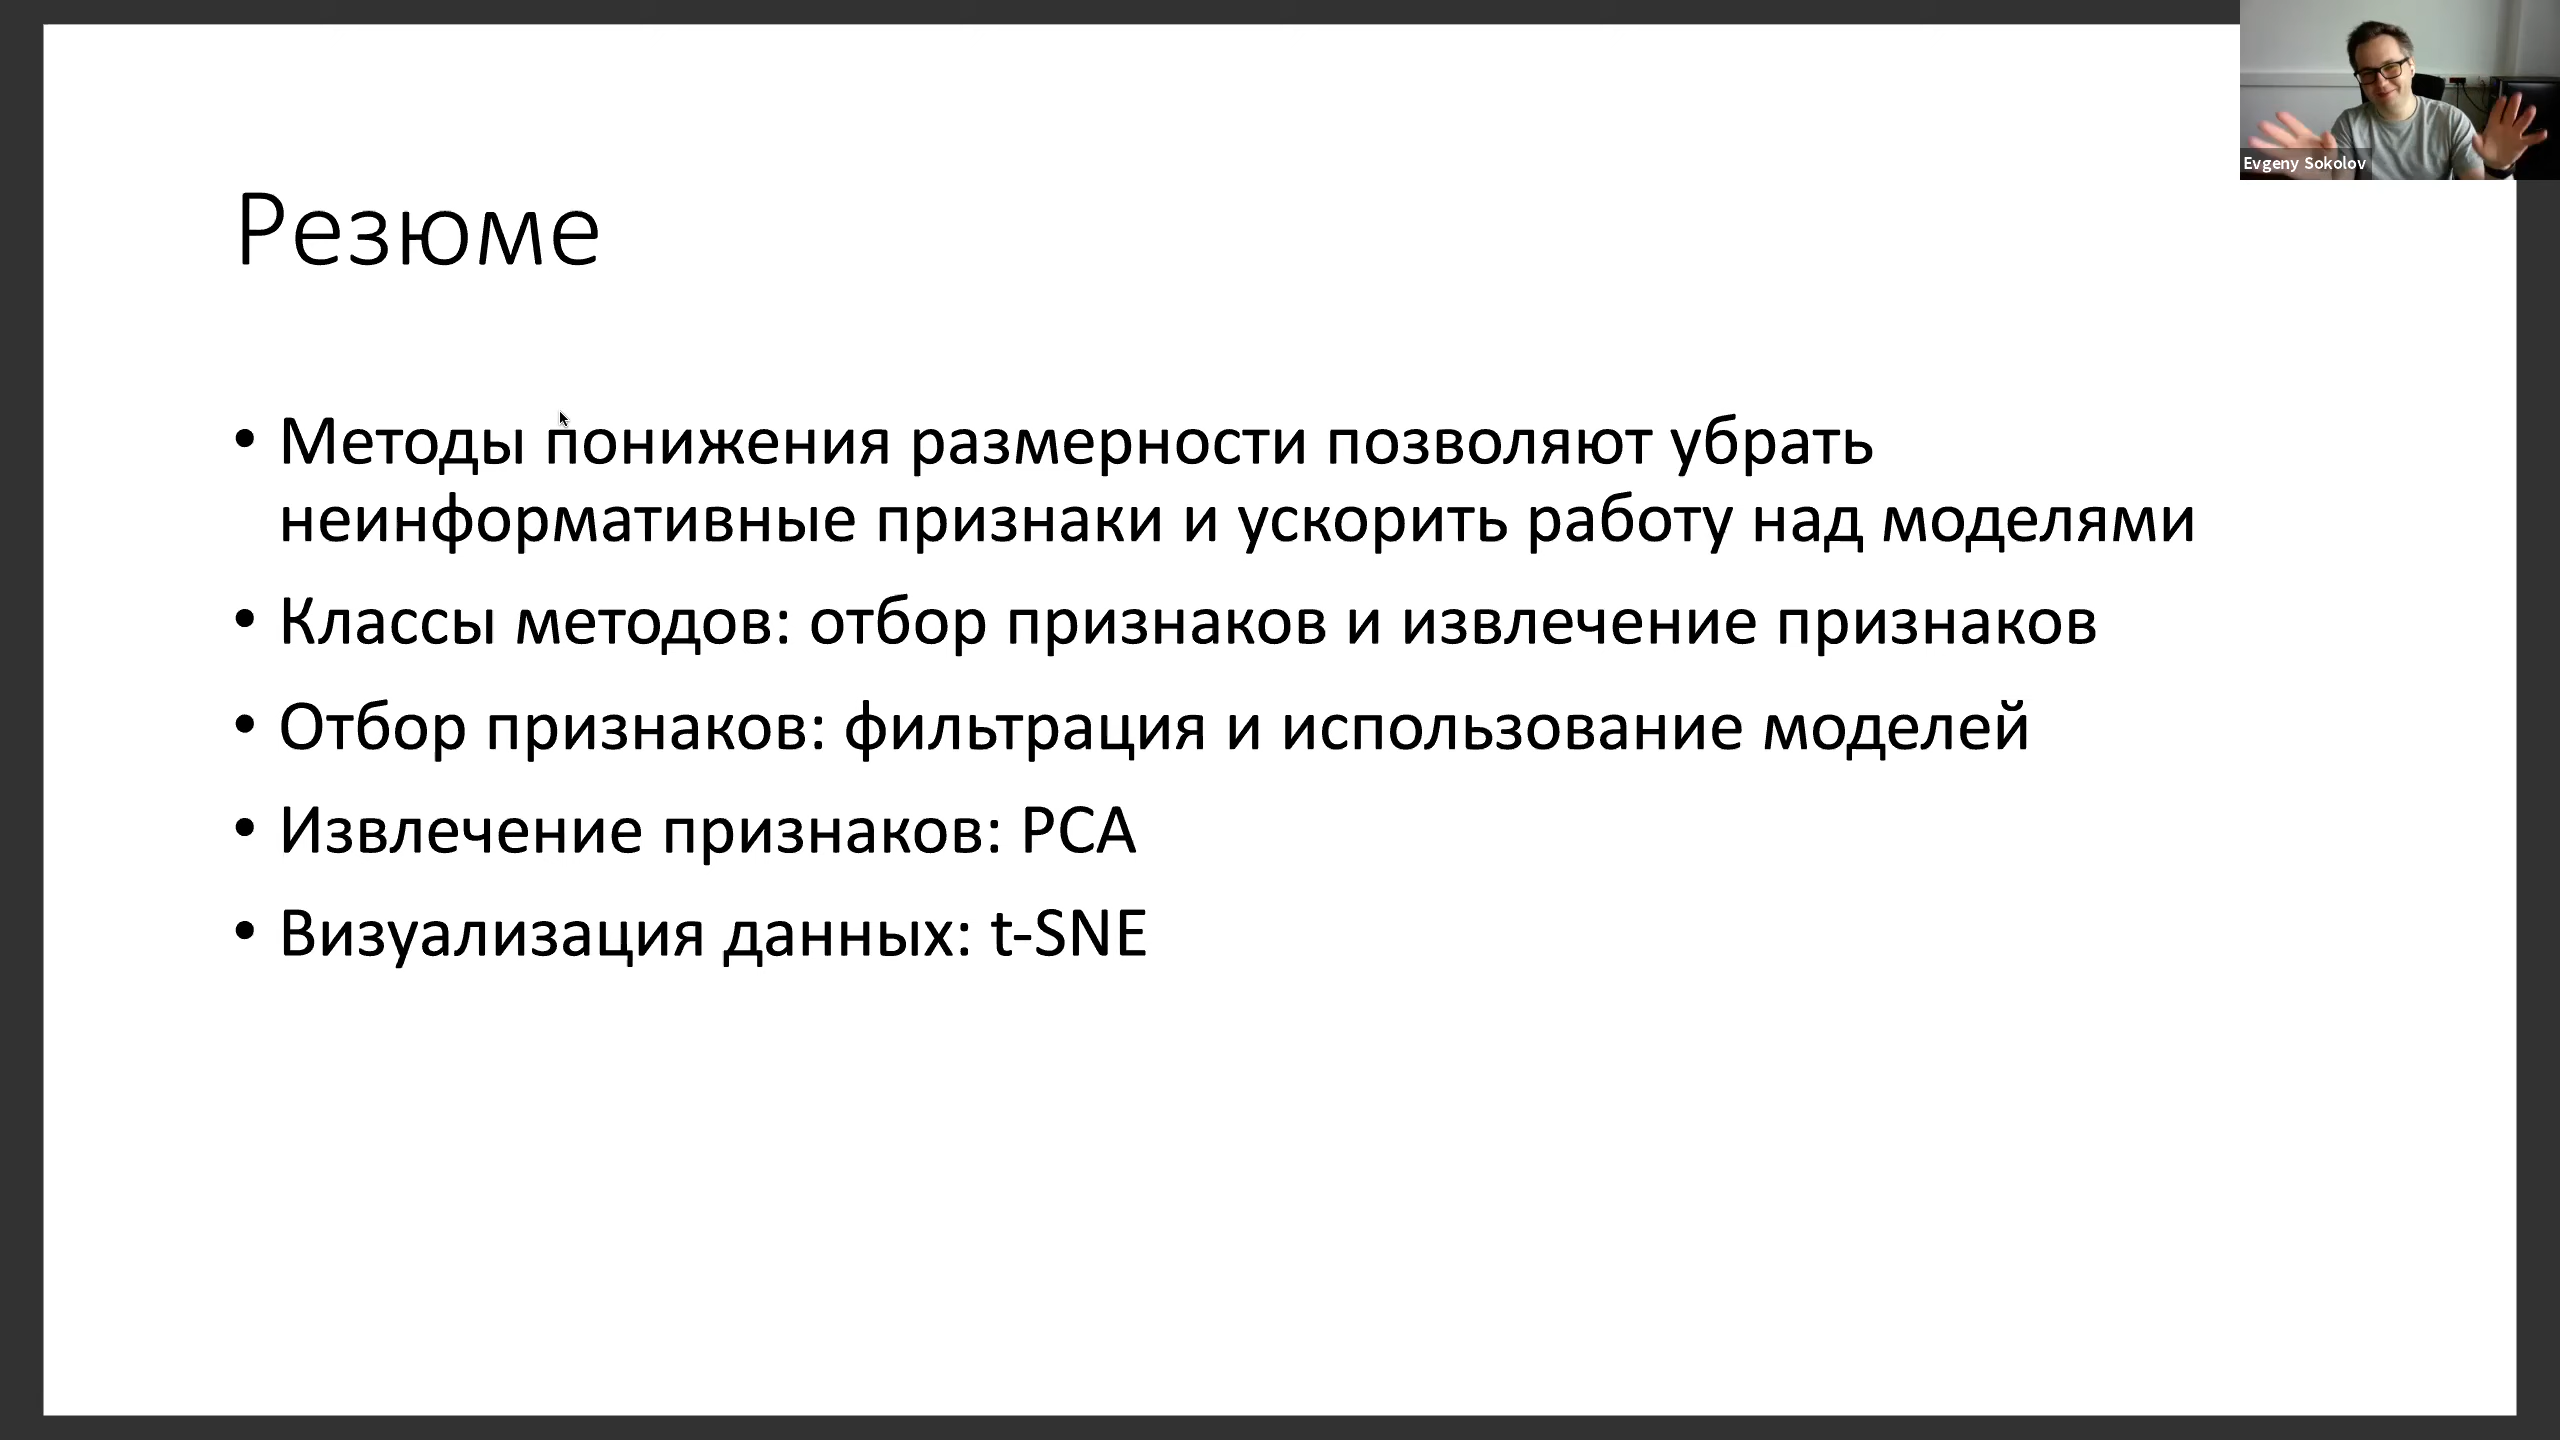 Evgeny Sokolov
Резюме
• Методы понижения размерности позволяют убрать
неинформативные признаки и ускорить работу над моделями
• Классы методов: отбор признаков и извлечение признаков
• Отбор признаков: фильтрация и использование моделей
• Извлечение признаков: PCA
• Визуализация данных: t-SNE